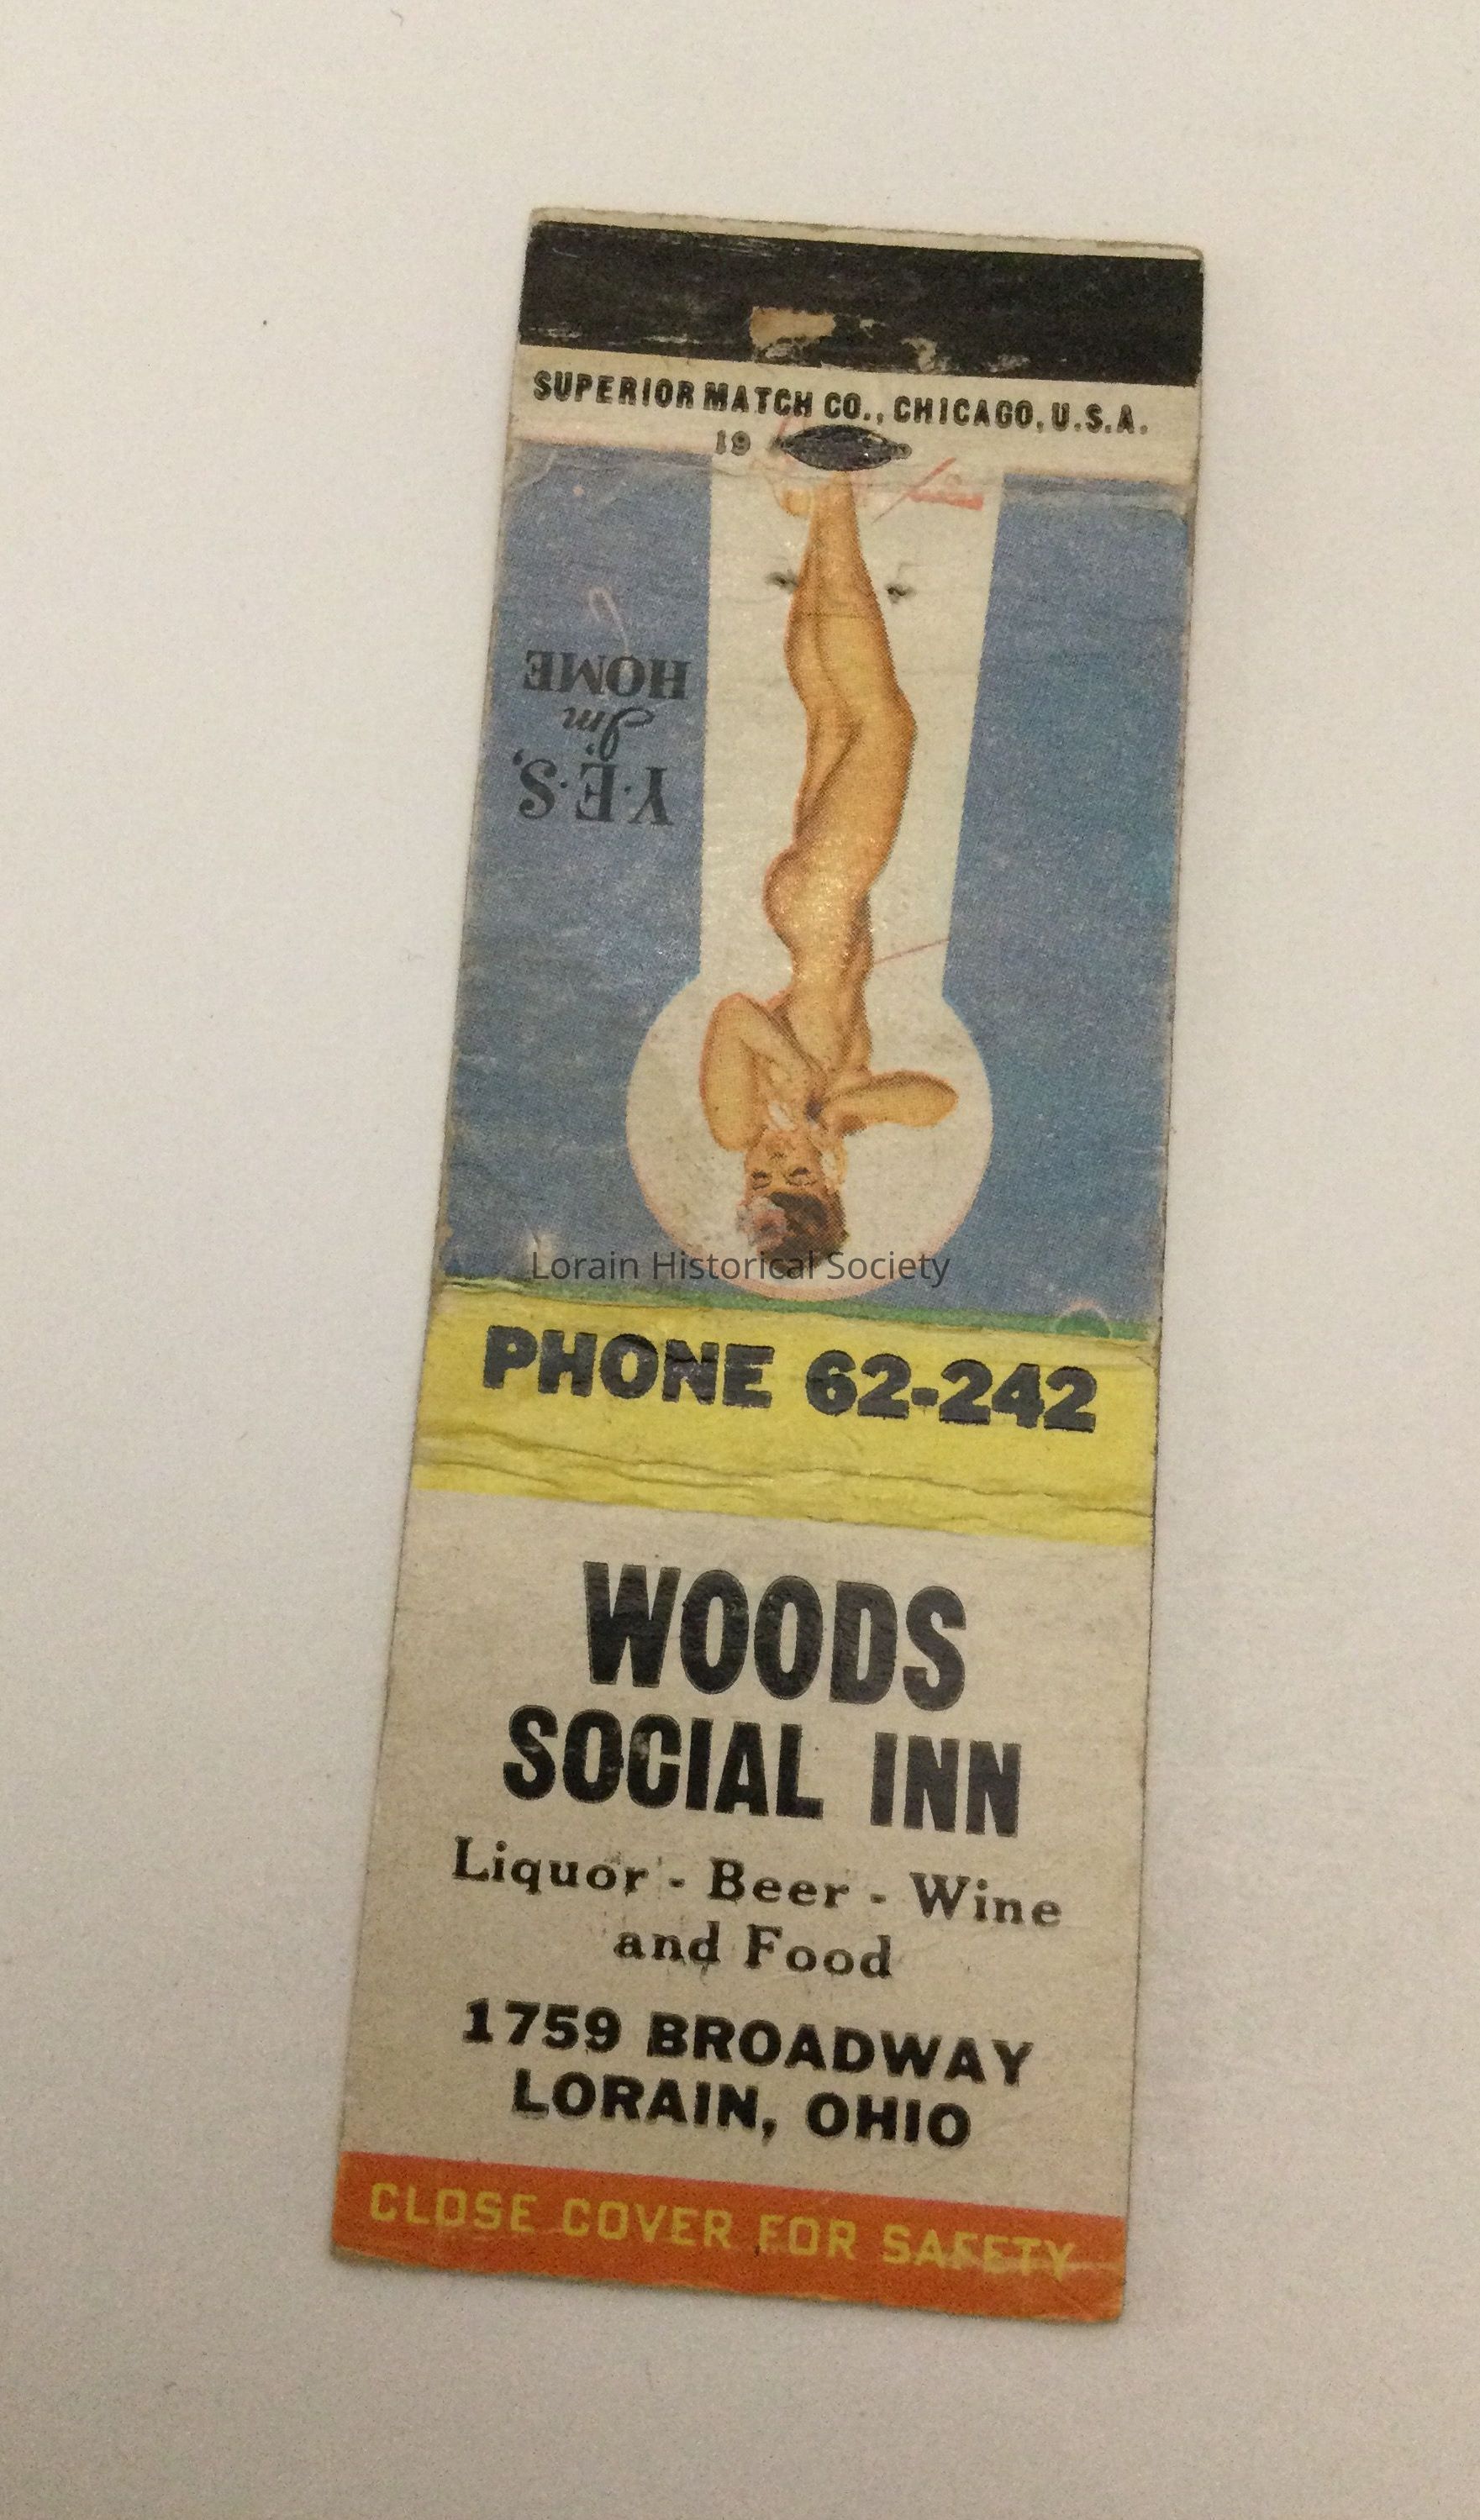 SUPERIOR MATCH CO., CHICAGO, U.S.A.
19
Y·E·S,
I'm
HOME
Lorain Historical Society
PHONE 62-242
WOODS
SOCIAL INN
Liquor - Beer - Wine
and Food
1759 BROADWAY
LORAIN, OHIO
CLOSE COVER FOR SAFETY